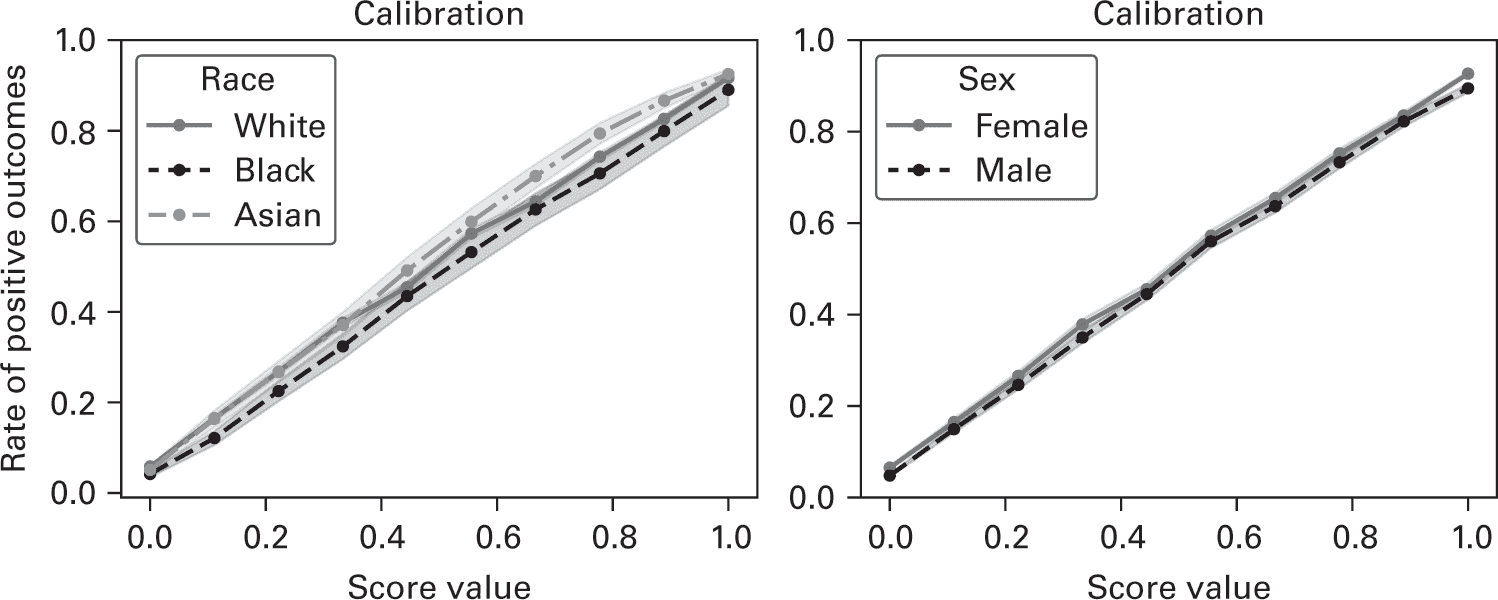 Calibration
Rate of positive outcomes
1.0
0.8
0.6
0.4
0.2
0.0
Race
White
Black
Asian
0.0 0.2 0.4 0.6 0.8 1.0
Score value
Calibration
1.0
0.8
0.6
0.4
0.2
0.0
Sex
Female
Male
0.0 0.2 0.4 0.6 0.8 1.0
Score value